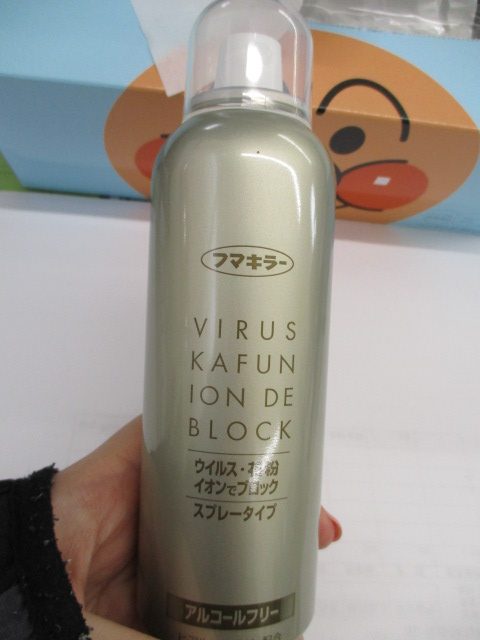 フマキラー
VIRUS
KAFUN
ION DE
BLOCK
ウイルス・花粉
イオンでブロック
スプレータイプ
アルコールフリー